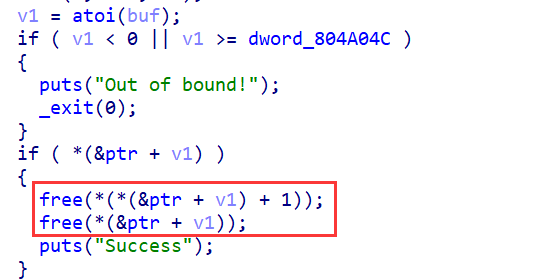 v1 = atoi(buf);
if ( v1 < 0 || v1 >= dword_804A04C )
{
puts("Out of bound!");
_exit(0);
}
if ( *(&ptr + v1) )
{
free(*(*(&ptr + v1) + 1));
free(*(&ptr + v1));
puts("Success");
}